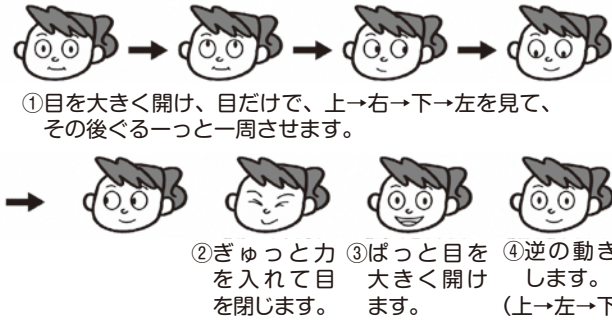 ①目を大きく開け、目だけで、上→右→下→左を見て、
その後ぐるーっと一周させます。
②ぎゅっと力
を入れて目
を閉じます。
③ぱっと目を
大きく開け
ます。
④逆の動き
します。
(上→左→下